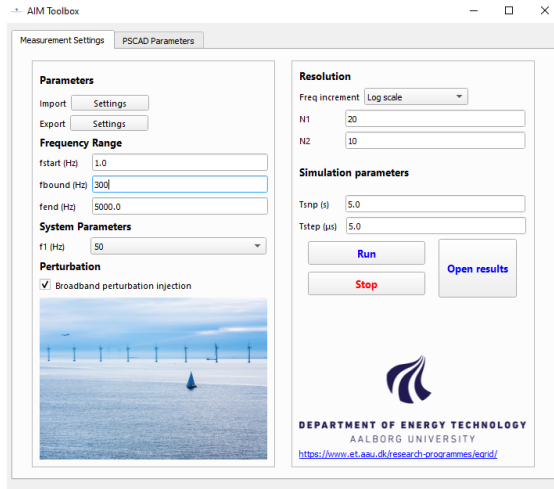 AIM Toolbox
Measurement Settings
PSCAD Parameters
Parameters
Import Settings
Export Settings
Frequency Range
fstart (Hz) 1.0
fbound (Hz) 300
fend (Hz) 5000.0
System Parameters
f1 (Hz) 50
Perturbation
Broadband perturbation injection
Resolution
Freq increment Log scale
N1 20
N2 10
Simulation parameters
Tsnp (s) 5.0
Tstep (µs) 5.0
Run
Stop
Open results
DEPARTMENT OF ENERGY TECHNOLOGY
AALBORG UNIVERSITY
https://www.et.aau.dk/research-programmes/egrid/